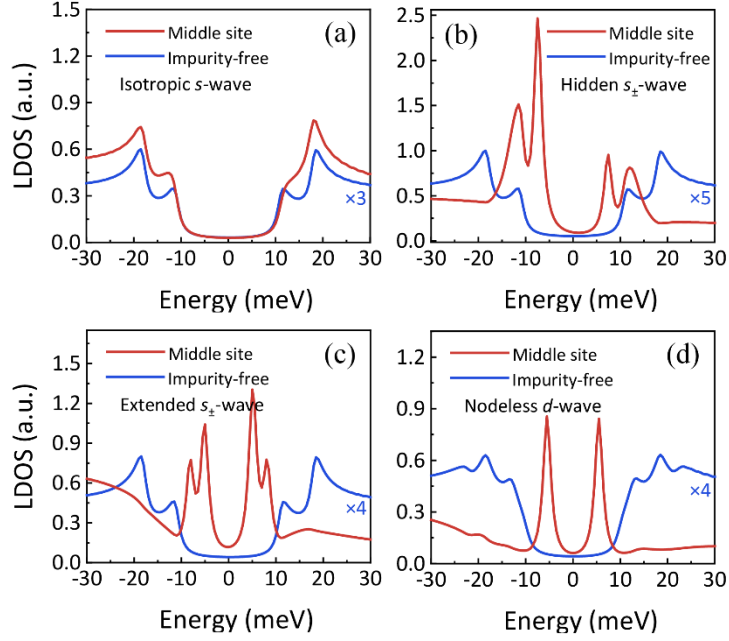 (a)
Middle site
Impurity-free
Isotropic s-wave
×3
1.5
1.2
0.9
0.6
0.3
0.0
LDOS (a.u.)
-30 -20 -10 0 10 20 30
Energy (meV)
(b)
Middle site
Impurity-free
Hidden s±-wave
×5
2.5
2.0
1.5
1.0
0.5
0.0
-30 -20 -10 0 10 20 30
Energy (meV)
(c)
Middle site
Impurity-free
Extended s±-wave
×4
1.5
1.2
0.9
0.6
0.3
0.0
LDOS (a.u.)
-30 -20 -10 0 10 20 30
Energy (meV)
(d)
Middle site
Impurity-free
Nodeless d-wave
×4
1.2
0.9
0.6
0.3
0.0
-30 -20 -10 0 10 20 30
Energy (meV)